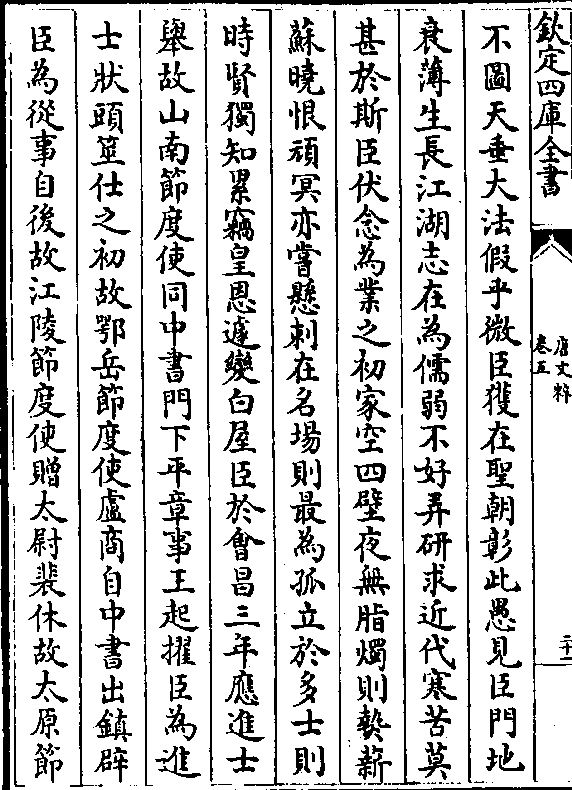 欽定四庫全書
唐文粹
卷五
二十一
不圖天垂大法假乎微臣獲在聖朝彰此愚見臣門地
衰薄生長江湖志在為儒弱不好弄研求近代寒苦莫
甚於斯臣伏念為業之初家空四壁夜無脂燭則爇薪
蘇曉恨頑冥亦嘗懸刺在名場則最為孤立於多士則
時賢獨知累竊皇恩遽變白屋臣於會昌三年應進士
舉故山南節度使同中書門下平章事王起擢臣為進
士狀頭筮仕之初故鄂岳節度使盧商自中書出鎮辟
臣為從事自後故江陵節度使贈太尉裴休故太原節